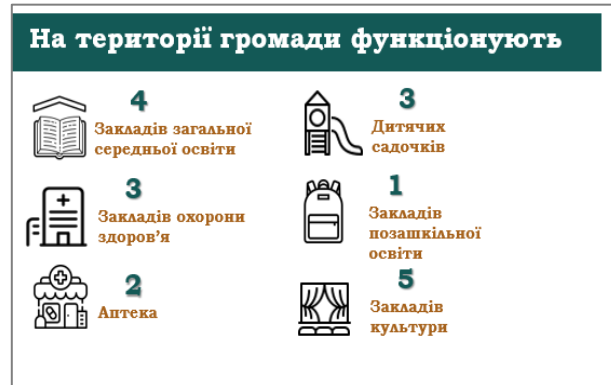 На території громади функціонують
4
Закладів загальної
середньої освіти
3
Дитячих
садочків
3
Закладів охорони
здоров’я
1
Закладів
позашкільної
освіти
2
Аптека
5
Закладів
культури